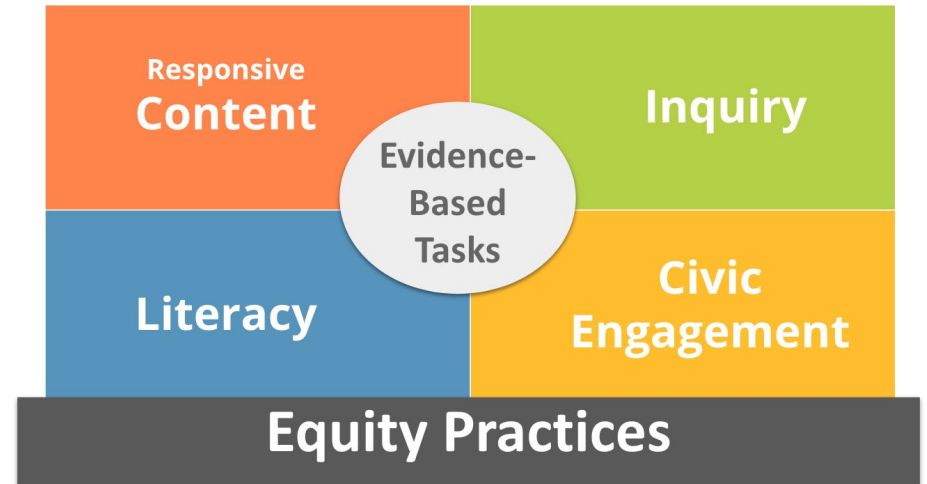 Responsive
Content
Inquiry
Evidence-
Based
Tasks
Literacy
Civic
Engagement
Equity Practices